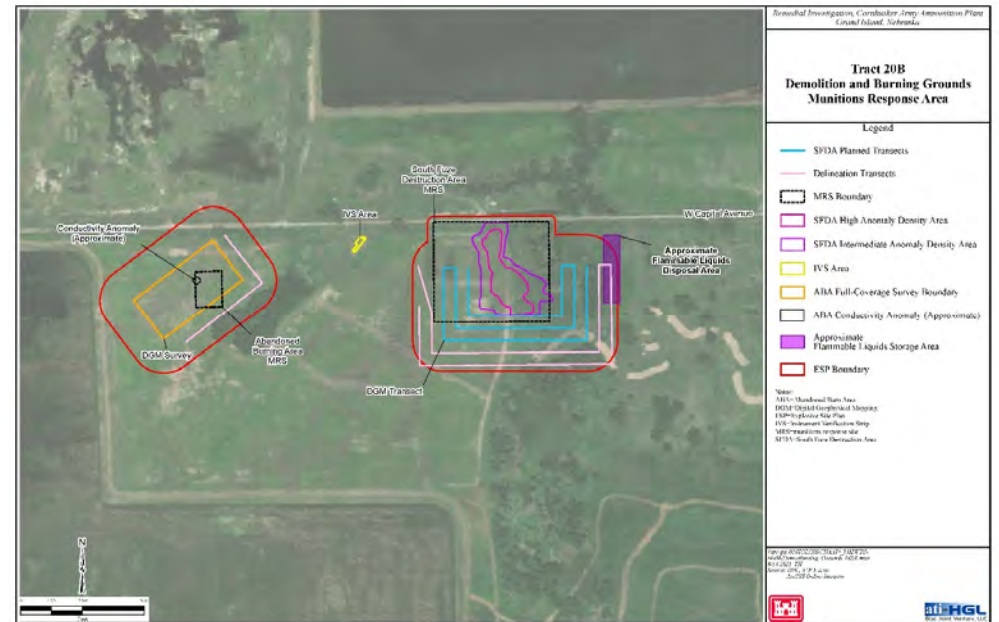 Remedial Investigation, Cornhusker Army Ammunition Plant
Grand Island, Nebraska
Tract 20B
Demolition and Burning Grounds
Munitions Response Area
Legend
SFDA Planned Transects
Delineation Transects
MRS Boundary
SFDA High Anomaly Density Area
SFDA Intermediate Anomaly Density Area
IVS Area
ABA Full-Coverage Survey Boundary
ABA Conductivity Anomaly (Approximate)
Approximate
Flammable Liquids Storage Area
ESP Boundary
Notes:
ABA=Abandoned Burn Area
DGM=Digital Geophysical Mapping
ESP=Explosive Site Plan
IVS=Instrument Verification Strip
MRS=munitions response site
SFDA=South Fuze Destruction Area
South Fuze
Destruction Area
MRS
IVS Area
W Capital Avenue
Conductivity Anomaly
(Approximate)
Approximate
Flammable Liquids
Disposal Area
Abandoned
Burning Area
MRS
DGM Survey
DGM Transect
N
Feet
ArcGIS Online Imagery
ati-HGL